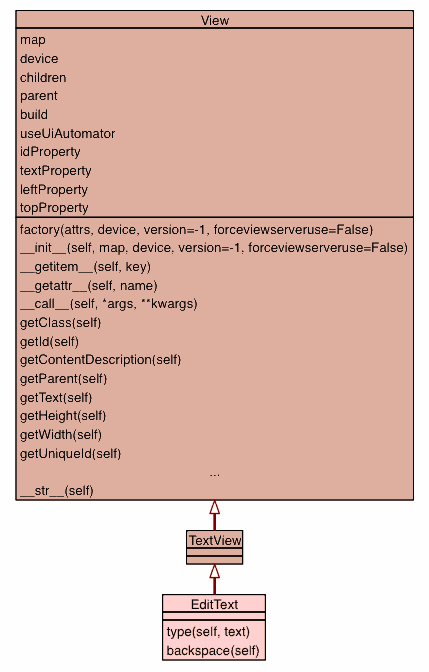 View
map
device
children
parent
build
useUiAutomator
idProperty
textProperty
leftProperty
topProperty
factory(attrs, device, version=-1, forceviewserveruse=False)
__init__(self, map, device, version=-1, forceviewserveruse=False)
__getitem__(self, key)
__getattr__(self, name)
__call__(self, *args, **kwargs)
getClass(self)
getId(self)
getContentDescription(self)
getParent(self)
getText(self)
getHeight(self)
getWidth(self)
getUniqueId(self)
...
__str__(self)
TextView
EditText
type(self, text)
backspace(self)